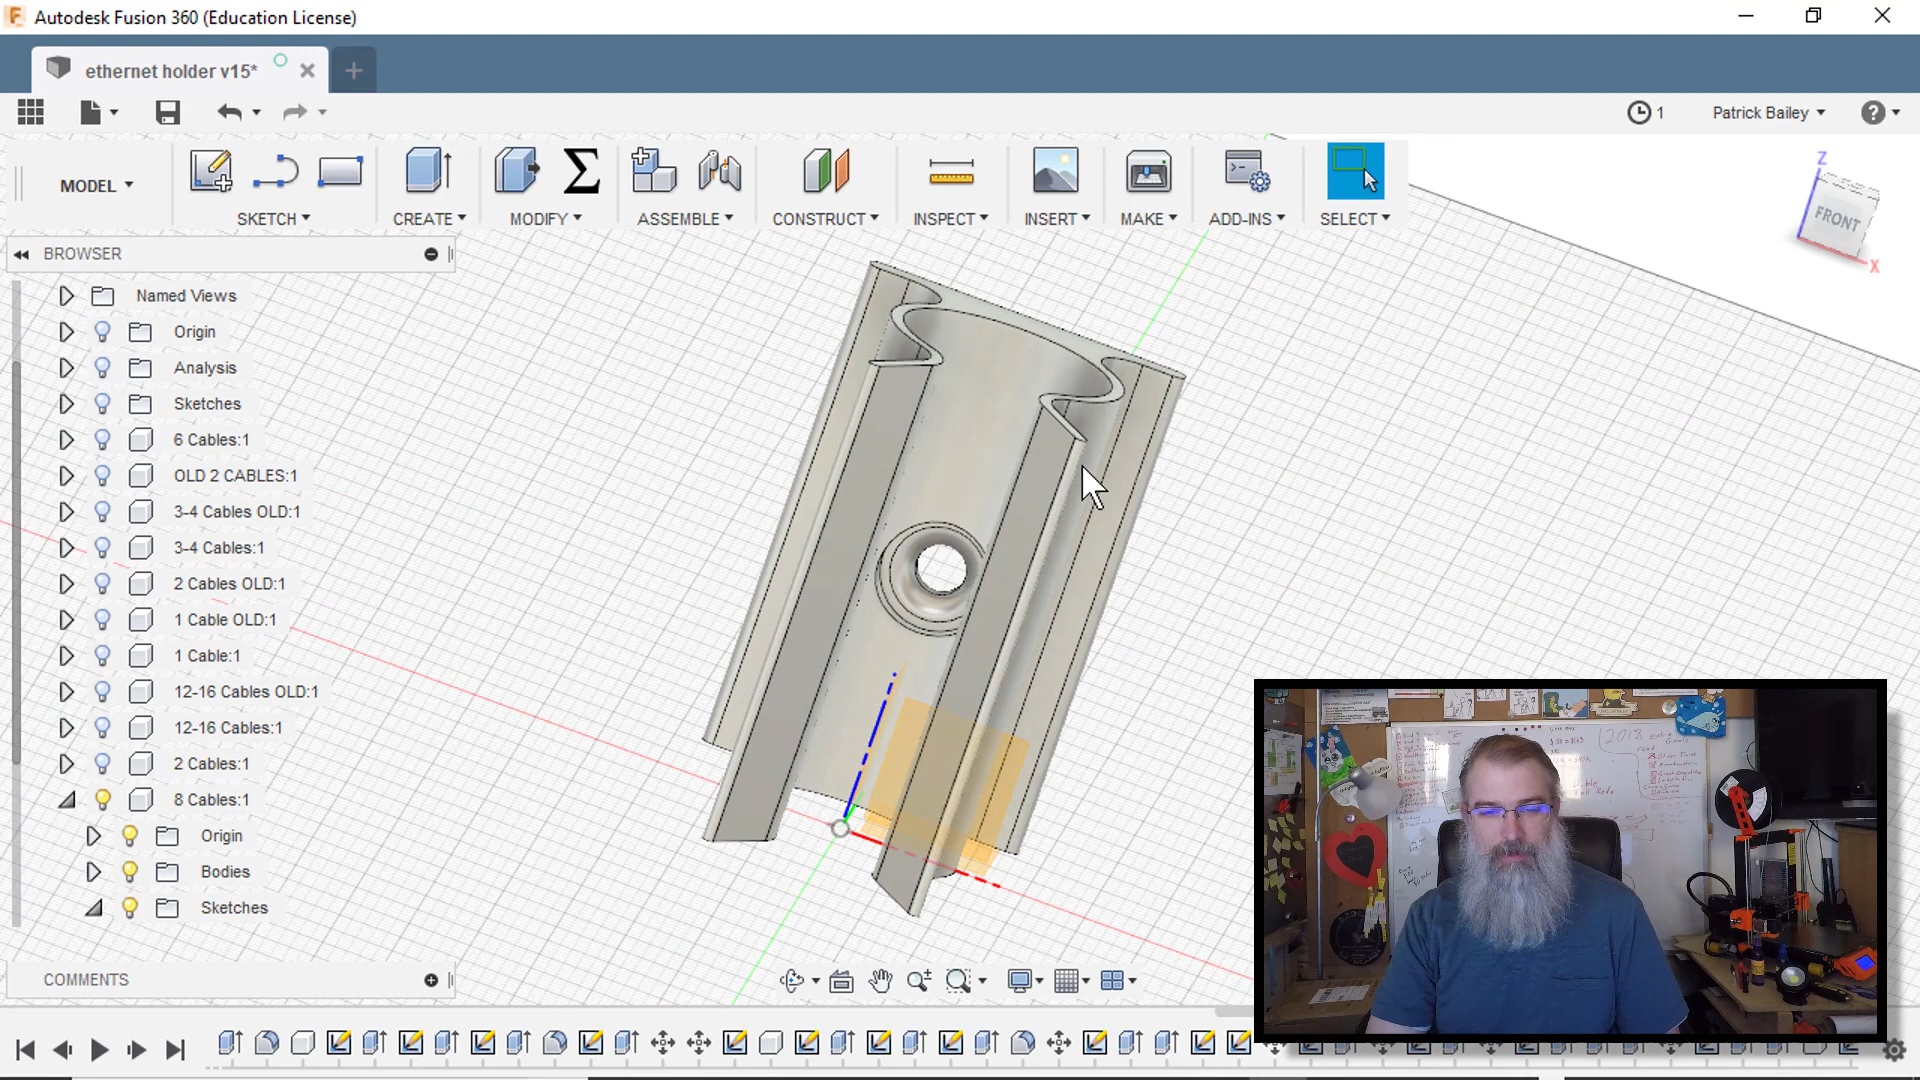 Autodesk Fusion 360 (Education License)
ethernet holder v15*
1
Patrick Bailey
MODEL
SKETCH
CREATE
MODIFY
ASSEMBLE
CONSTRUCT
INSPECT
INSERT
MAKE
ADD-INS
SELECT
Z
FRONT
X
BROWSER
Named Views
Origin
Analysis
Sketches
6 Cables:1
OLD 2 CABLES:1
3-4 Cables OLD:1
3-4 Cables:1
2 Cables OLD:1
1 Cable OLD:1
1 Cable:1
12-16 Cables OLD:1
12-16 Cables:1
2 Cables:1
8 Cables:1
Origin
Bodies
Sketches
COMMENTS
2018